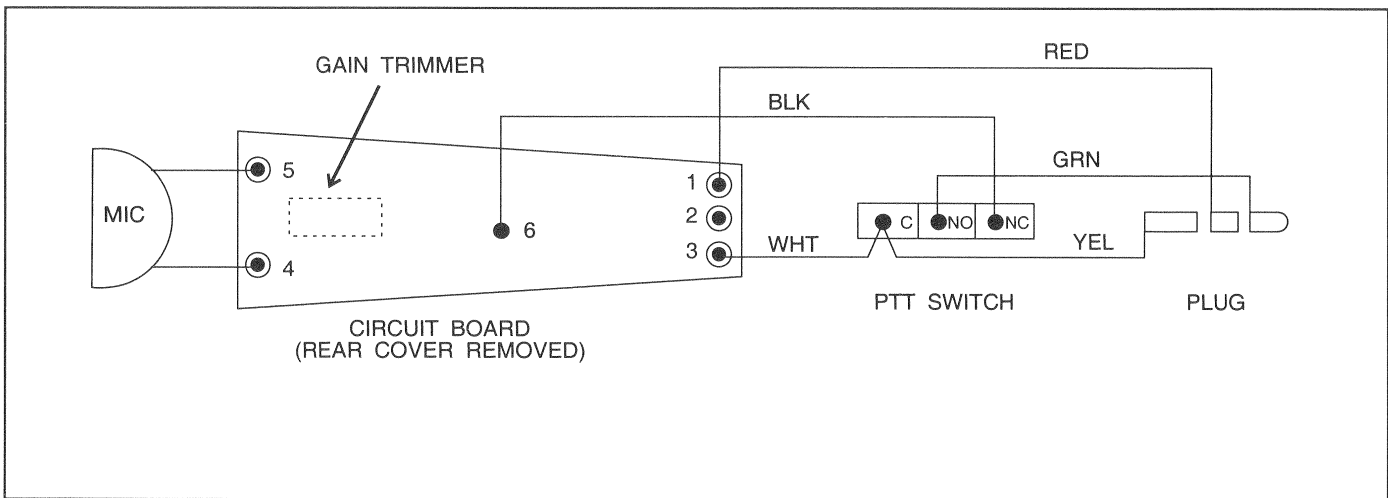 RED
GAIN TRIMMER
BLK
GRN
5
MIC
1
2
6
C NO NC
3
WHT
YEL
4
PTT SWITCH
PLUG
CIRCUIT BOARD
(REAR COVER REMOVED)